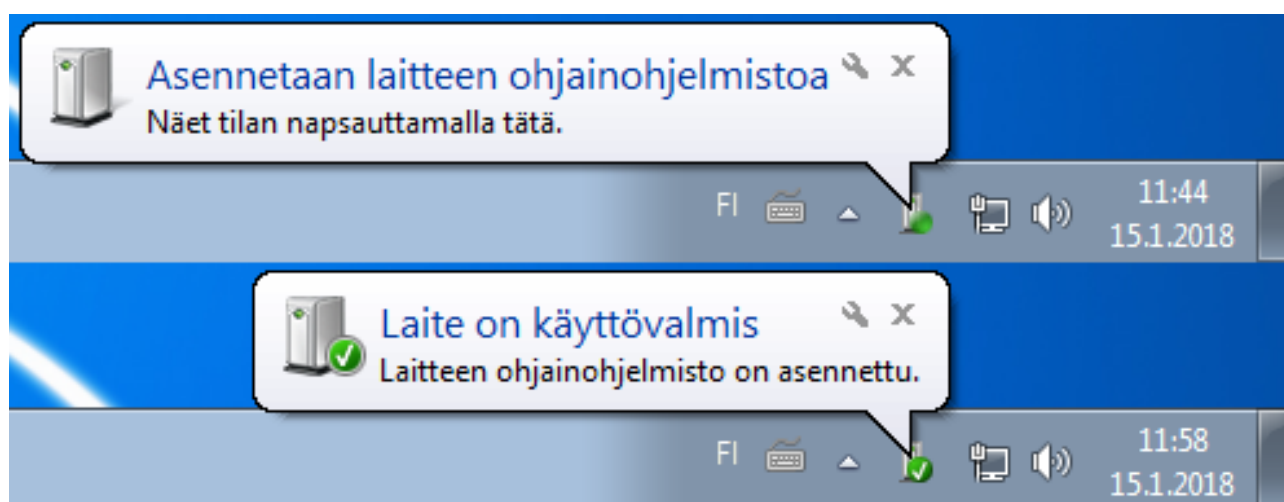 Asennetaan laitteen ohjainohjelmistoa
Näet tilan napsauttamalla tätä.
FI
11:44
15.1.2018
Laite on käyttövalmis
Laitteen ohjainohjelmisto on asennettu.
FI
11:58
15.1.2018